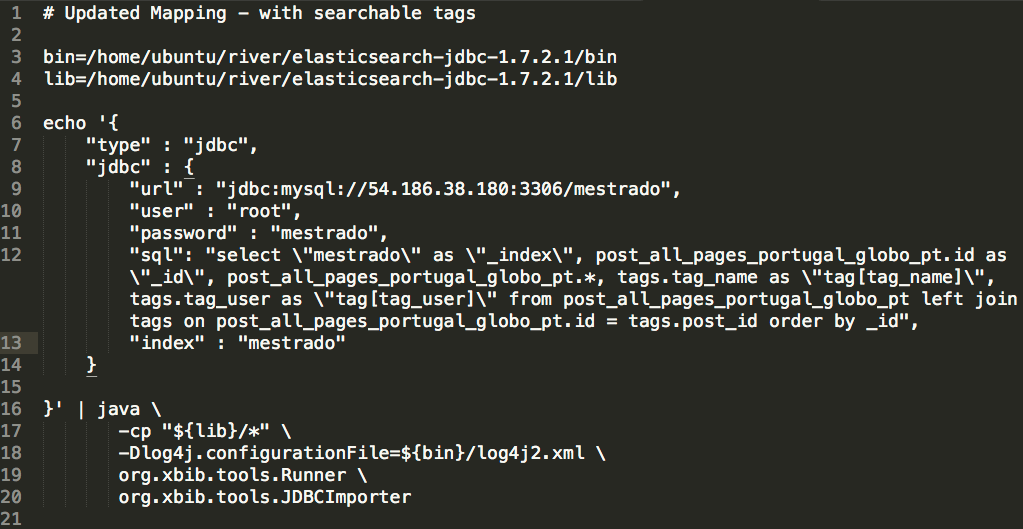 1 # Updated Mapping - with searchable tags
2
3 bin=/home/ubuntu/river/elasticsearch-jdbc-1.7.2.1/bin
4 lib=/home/ubuntu/river/elasticsearch-jdbc-1.7.2.1/lib
5
6 echo '{
7     "type" : "jdbc",
8     "jdbc" : {
9         "url" : "jdbc:mysql://54.186.38.180:3306/mestrado",
10         "user" : "root",
11         "password" : "mestrado",
12         "sql": "select \"mestrado\" as \"_index\", post_all_pages_portugal_globo_pt.id as
\"_id\", post_all_pages_portugal_globo_pt.*, tags.tag_name as \"tag[tag_name]\",
tags.tag_user as \"tag[tag_user]\" from post_all_pages_portugal_globo_pt left join
tags on post_all_pages_portugal_globo_pt.id = tags.post_id order by _id",
13         "index" : "mestrado"
14     }
15
16 }' | java \
17        -cp "${lib}/*" \
18        -Dlog4j.configurationFile=${bin}/log4j2.xml \
19        org.xbib.tools.Runner \
20        org.xbib.tools.JDBCImporter
21